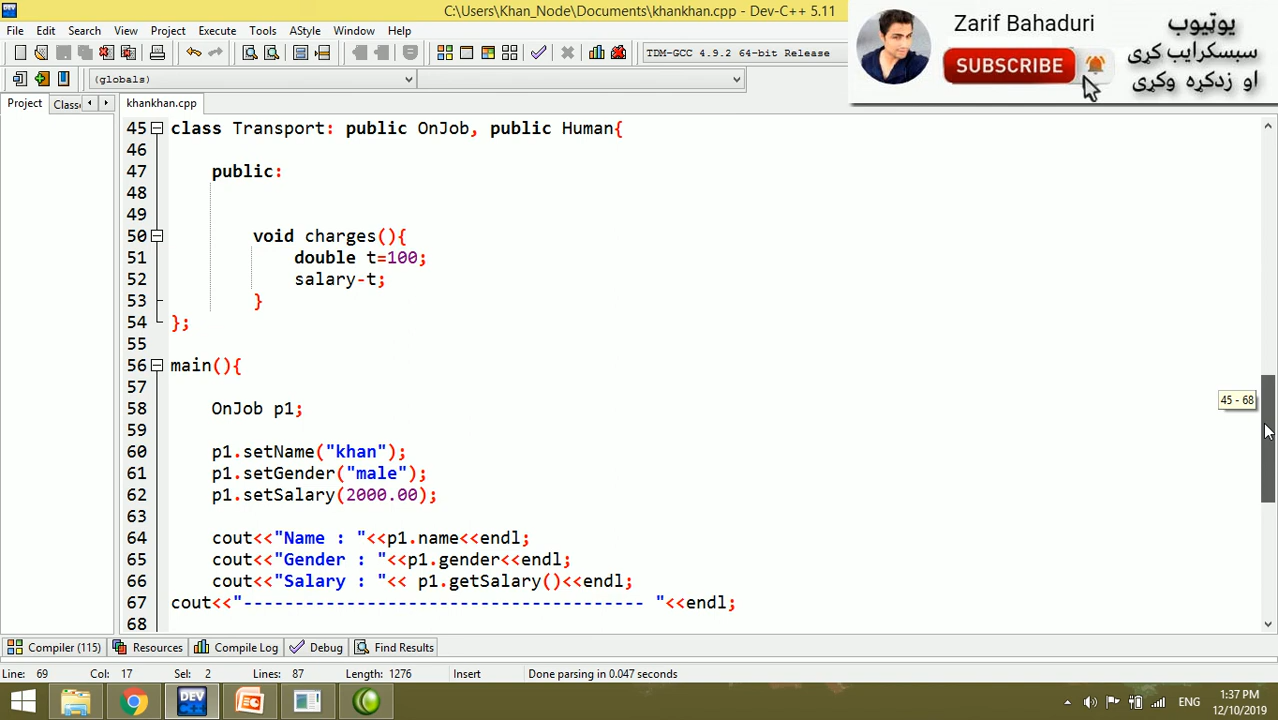 C:\Users\Khan_Node\Documents\khankhan.cpp - Dev-C++ 5.11
File Edit Search View Project Execute Tools AStyle Window Help
TDM-GCC 4.9.2 64-bit Release
(globals)
Project Classe
khankhan.cpp
Zarif Bahaduri
SUBSCRIBE
یوټیوب
سبسکرایب کړی
او زدکړه وکړی
45 class Transport: public OnJob, public Human{
46
47 public:
48
49
50 void charges(){
51 double t=100;
52 salary-t;
53 }
54 };
55
56 main(){
57
58 OnJob p1;
59
60 p1.setName("khan");
61 p1.setGender("male");
62 p1.setSalary(2000.00);
63
64 cout<<"Name : "<<p1.name<<endl;
65 cout<<"Gender : "<<p1.gender<<endl;
66 cout<<"Salary : "<< p1.getSalary()<<endl;
67 cout<<"--------------------------------------- "<<endl;
68
45 - 68
Compiler (115) Resources Compile Log Debug Find Results
Line: 69 Col: 17 Sel: 2 Lines: 87 Length: 1276 Insert Done parsing in 0.047 seconds
DEV
ENG
1:37 PM
12/10/2019